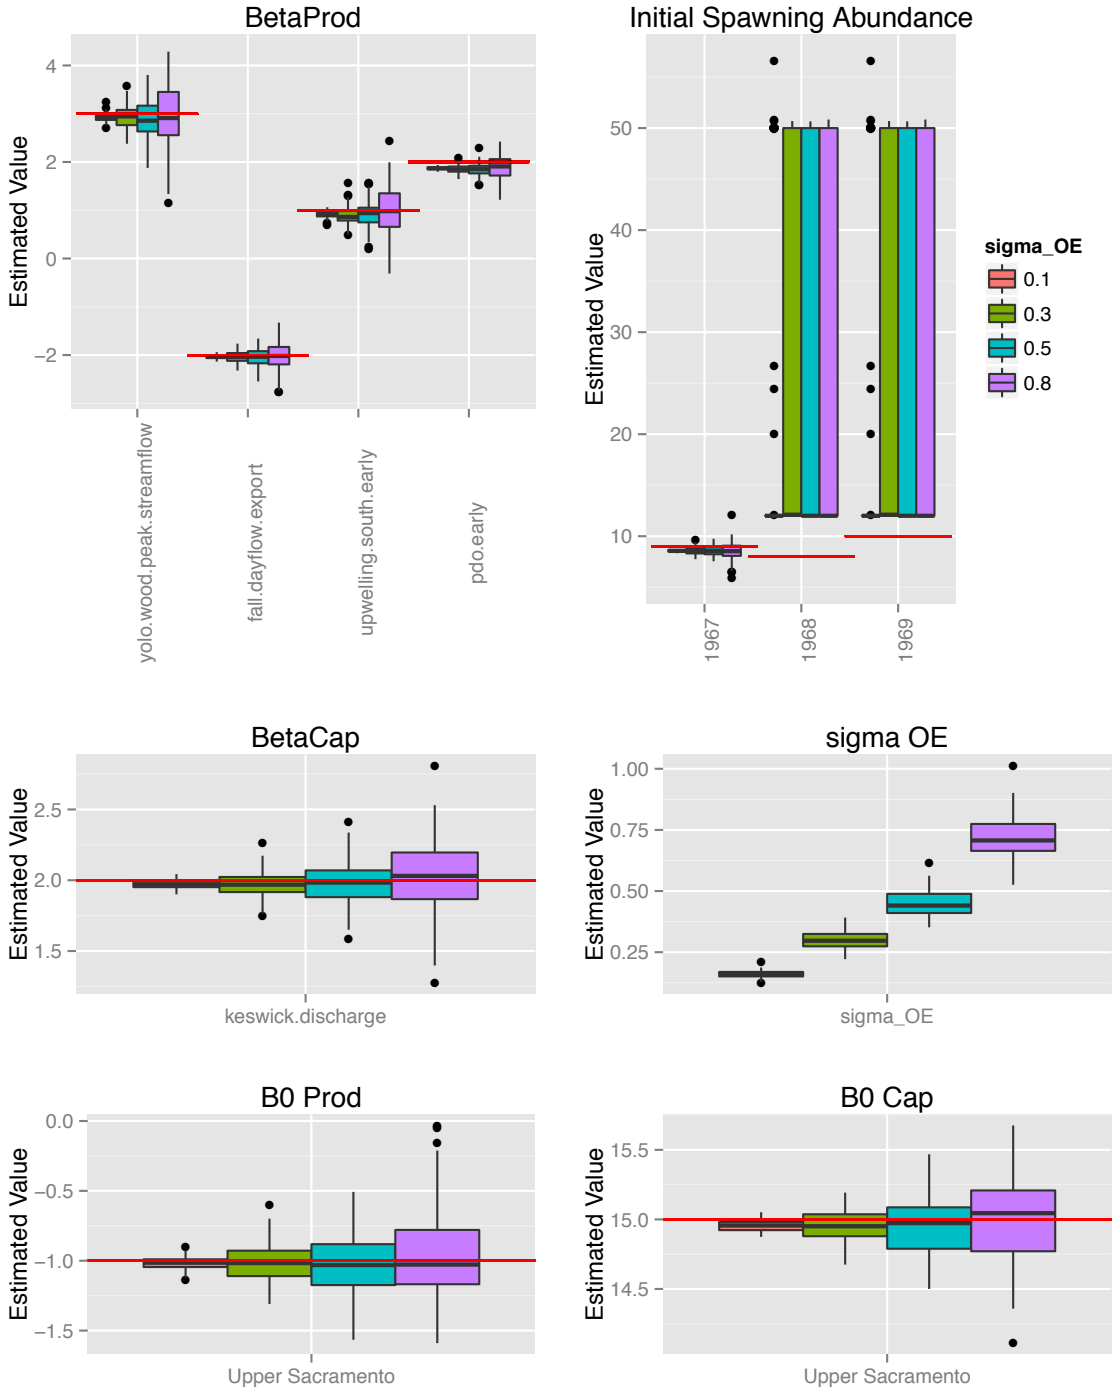 BetaProd
Estimated Value
4
2
0
−2
yolo.wood.peak.streamflow
fall.dayflow.export
upwelling.south.early
pdo.early
Initial Spawning Abundance
Estimated Value
50
40
30
20
10
1967
1968
1969
sigma_OE
0.1
0.3
0.5
0.8
BetaCap
Estimated Value
2.5
2.0
1.5
keswick.discharge
sigma OE
Estimated Value
1.00
0.75
0.50
0.25
sigma_OE
B0 Prod
Estimated Value
0.0
−0.5
−1.0
−1.5
Upper Sacramento
B0 Cap
Estimated Value
15.5
15.0
14.5
Upper Sacramento